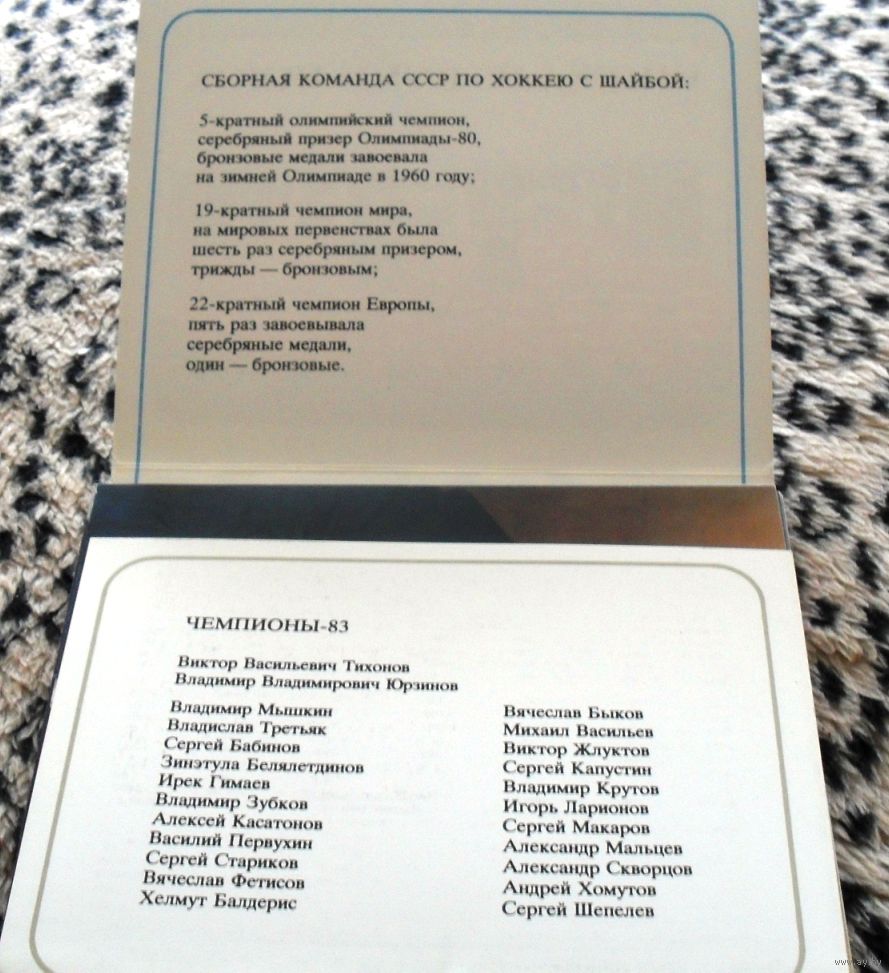 СБОРНАЯ КОМАНДА СССР ПО ХОККЕЮ С ШАЙБОЙ:
5-кратный олимпийский чемпион,
серебряный призер Олимпиады-80,
бронзовые медали завоевала
на зимней Олимпиаде в 1960 году;
19-кратный чемпион мира,
на мировых первенствах была
шесть раз серебряным призером,
трижды — бронзовым;
22-кратный чемпион Европы,
пять раз завоевывала
серебряные медали,
один — бронзовые.
ЧЕМПИОНЫ-83
Виктор Васильевич Тихонов
Владимир Владимирович Юрзинов
Владимир Мышкин
Владислав Третьяк
Сергей Бабинов
Зинэтула Белялетдинов
Ирек Гимаев
Владимир Зубков
Алексей Касатонов
Василий Первухин
Сергей Стариков
Вячеслав Фетисов
Хелмут Балдерис
Вячеслав Быков
Михаил Васильев
Виктор Жлуктов
Сергей Капустин
Владимир Крутов
Игорь Ларионов
Сергей Макаров
Александр Мальцев
Александр Скворцов
Андрей Хомутов
Сергей Шепелев
www.ay.by